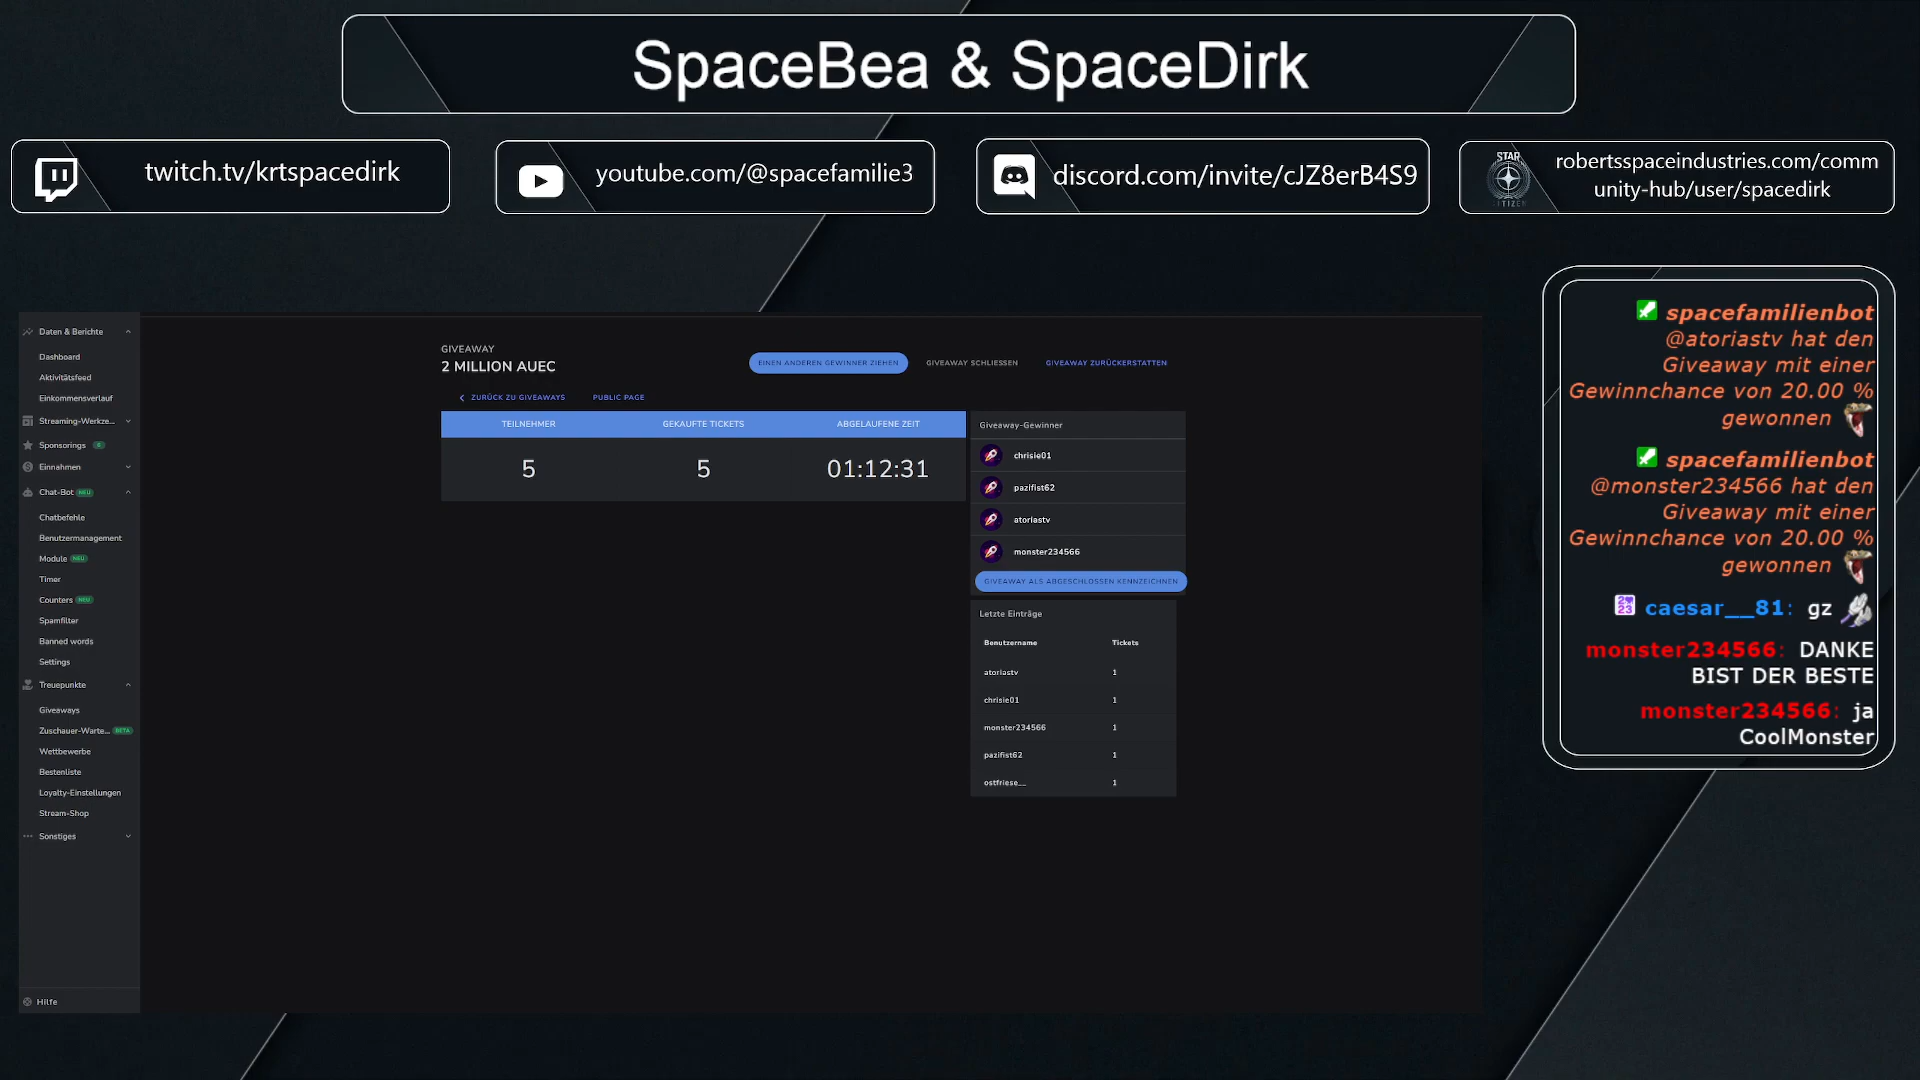 SpaceBea & SpaceDirk
twitch.tv/krtspacedirk
youtube.com/@spacefamilie3
discord.com/invite/cJZ8erB4S9
STAR
CITIZEN
robertsspaceindustries.com/comm
unity-hub/user/spacedirk
Daten & Berichte
Dashboard
Aktivitätsfeed
Einkommensverlauf
Streaming-Werkze...
Sponsorings
Einnahmen
Chat-Bot NEU
Chatbefehle
Benutzermanagement
Module NEU
Timer
Counters NEU
Spamfilter
Banned words
Settings
Treuepunkte
Giveaways
Zuschauer-Warte... BETA
Wettbewerbe
Bestenliste
Loyalty-Einstellungen
Stream-Shop
Sonstiges
Hilfe
GIVEAWAY
2 MILLION AUEC
EINEN ANDEREN GEWINNER ZIEHEN
GIVEAWAY SCHLIESSEN
GIVEAWAY ZURÜCKERSTATTEN
ZURÜCK ZU GIVEAWAYS
PUBLIC PAGE
TEILNEHMER GEKAUFTE TICKETS ABGELAUFENE ZEIT
5 5 01:12:31
Giveaway-Gewinner
chrisie01
pazifist62
atoriastv
monster234566
GIVEAWAY ALS ABGESCHLOSSEN KENNZEICHNEN
Letzte Einträge
Benutzername Tickets
atoriastv 1
chrisie01 1
monster234566 1
pazifist62 1
ostfriese__ 1
spacefamilienbot
@atoriastv hat den
Giveaway mit einer
Gewinnchance von 20.00 %
gewonnen
spacefamilienbot
@monster234566 hat den
Giveaway mit einer
Gewinnchance von 20.00 %
gewonnen
caesar__81: gz
monster234566: DANKE
BIST DER BESTE
monster234566: ja
CoolMonster